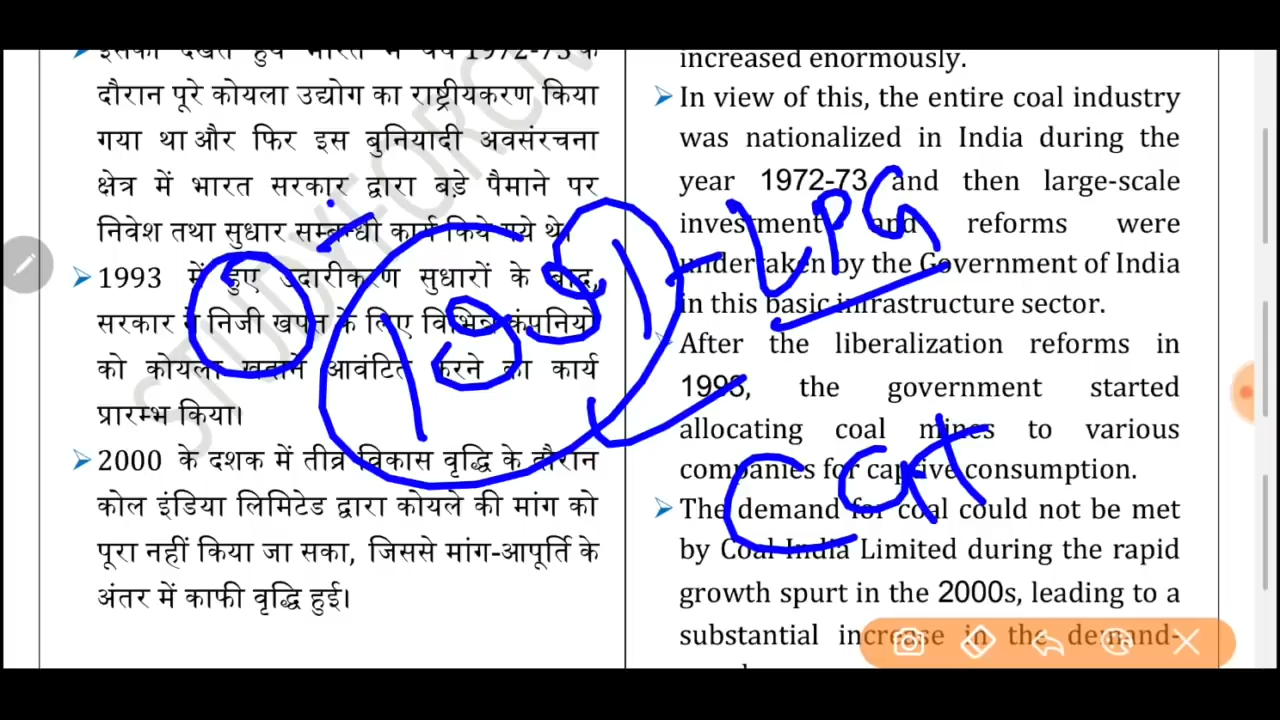 इसको देखते हुये भारत में वर्ष 1972-73 के
दौरान पूरे कोयला उद्योग का राष्ट्रीयकरण किया
गया था और फिर इस बुनियादी अवसंरचना
क्षेत्र में भारत सरकार द्वारा बड़े पैमाने पर
निवेश तथा सुधार सम्बन्धी कार्य किये गये थे।
1993 में हुए उदारीकरण सुधारों के बाद,
सरकार ने निजी खपत के लिए विभिन्न कंपनियों
को कोयला खदानें आवंटित करने का कार्य
प्रारम्भ किया।
2000 के दशक में तीव्र विकास वृद्धि के दौरान
कोल इंडिया लिमिटेड द्वारा कोयले की मांग को
पूरा नहीं किया जा सका, जिससे मांग-आपूर्ति के
अंतर में काफी वृद्धि हुई।
increased enormously.
In view of this, the entire coal industry
was nationalized in India during the
year 1972-73 and then large-scale
investment and reforms were
undertaken by the Government of India
in this basic infrastructure sector.
After the liberalization reforms in
1993, the government started
allocating coal mines to various
companies for captive consumption.
The demand for coal could not be met
by Coal India Limited during the rapid
growth spurt in the 2000s, leading to a
substantial increase in the demand-
1991
LPG
STUDYFORCIV